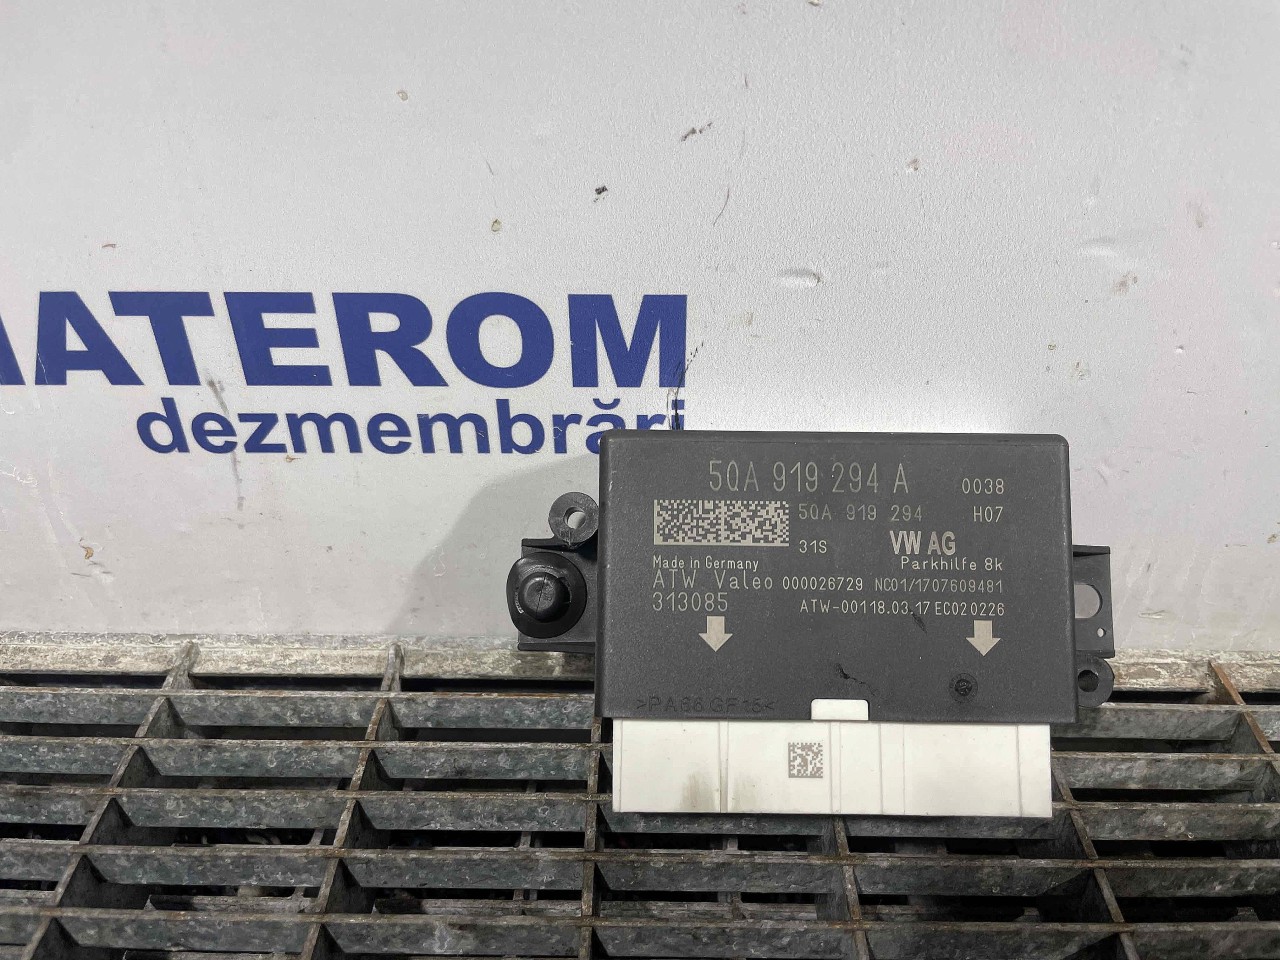 MATEROM
dezmembrări
5QA 919 294 A
0038
5QA 919 294
H07
31S
VW AG
Made in Germany
Parkhilfe 8k
ATW Valeo 000026729 NC01/1707609481
313085
ATW-00118.03.17 EC020226
>PA66 GF15<